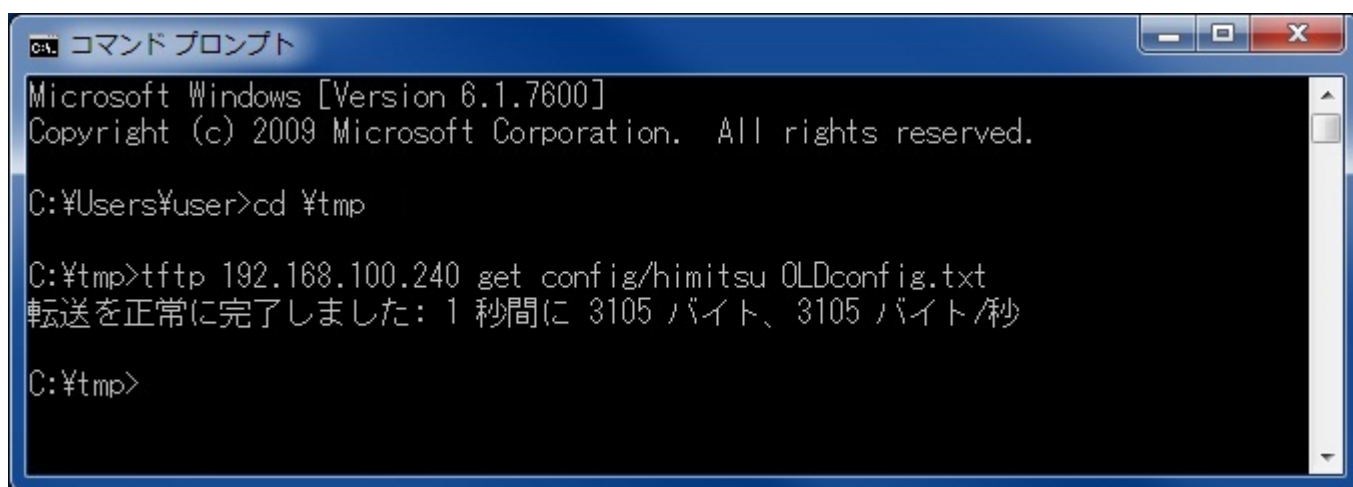 コマンド プロンプト
Microsoft Windows [Version 6.1.7600]
Copyright (c) 2009 Microsoft Corporation.  All rights reserved.
C:¥Users¥user>cd ¥tmp
C:¥tmp>tftp 192.168.100.240 get config/himitsu OLDconfig.txt
転送を正常に完了しました: 1 秒間に 3105 バイト、3105 バイト/秒
C:¥tmp>